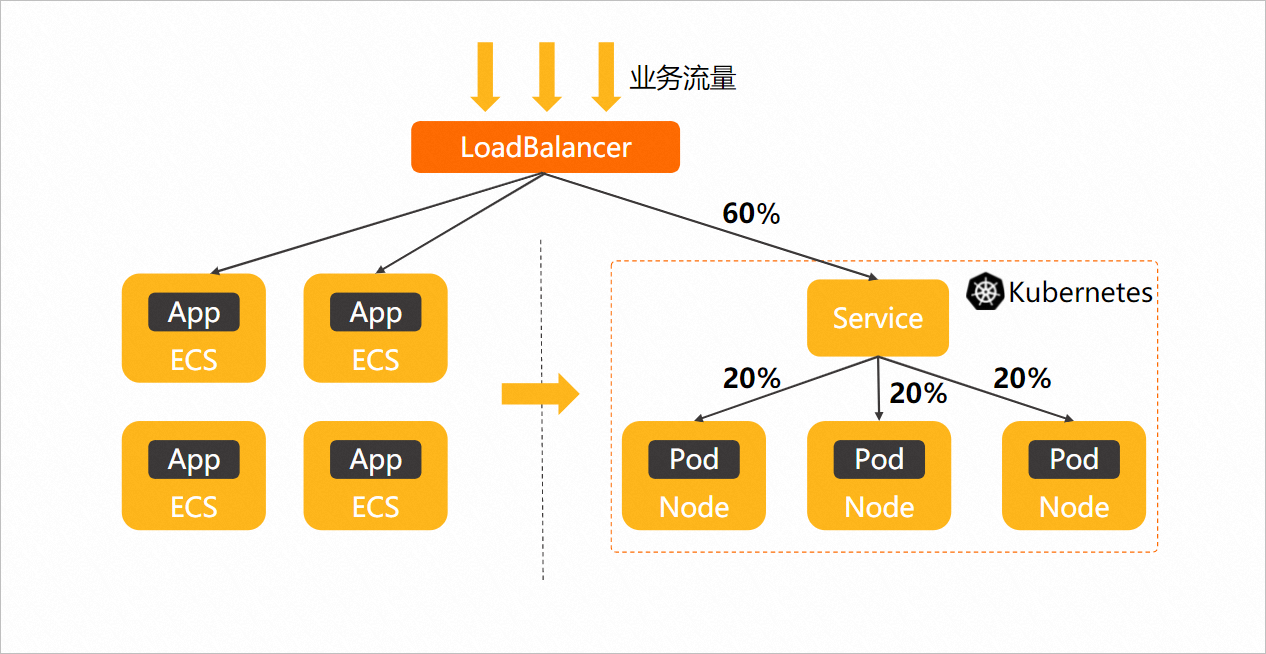 业务流量
LoadBalancer
60%
Kubernetes
Service
App
ECS
App
ECS
20%
20%
20%
App
ECS
App
ECS
Pod
Node
Pod
Node
Pod
Node